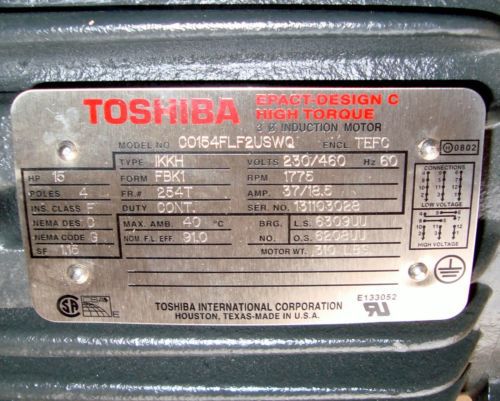 TOSHIBA EPACT-DESIGN C
HIGH TORQUE
3 Ø INDUCTION MOTOR
MODEL NO. C0154FLF2USWQ ENCL. TEFC
H 0802
HP 15 TYPE IKKH VOLTS 230/460 Hz 60
POLES 4 FORM FBK1 RPM 1775
INS. CLASS F FR.# 254T AMP. 37/18.5
NEMA DES. C DUTY CONT. SER. NO. 131193028
NEMA CODE G MAX. AMB. 40 °C BRG. L.S. 6309UU
SF 1.15 NOM. F.L. EFF. 91.0 NO. O.S. 6208UU
MOTOR WT.
CONNECTIONS
LOW VOLTAGE
HIGH VOLTAGE
SA
TOSHIBA INTERNATIONAL CORPORATION
HOUSTON, TEXAS-MADE IN U.S.A.
E133052